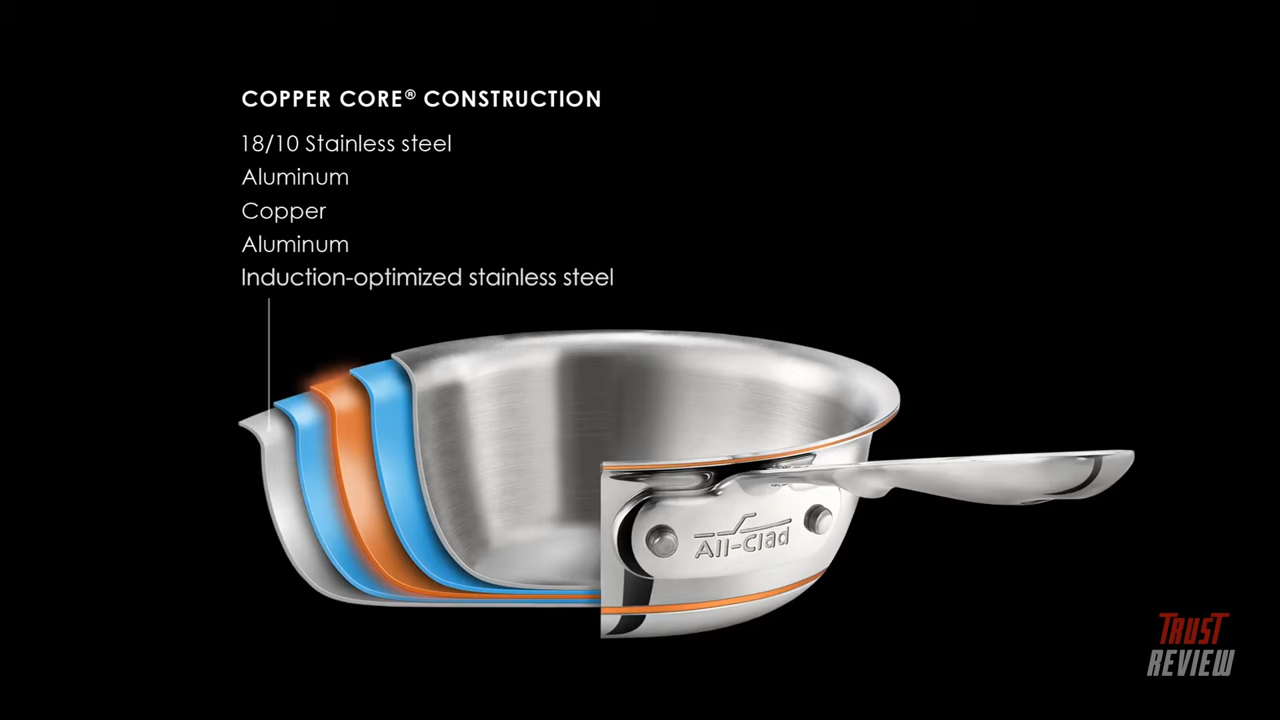 COPPER CORE® CONSTRUCTION
18/10 Stainless steel
Aluminum
Copper
Aluminum
Induction-optimized stainless steel
All-Clad
TRUST
REVIEW